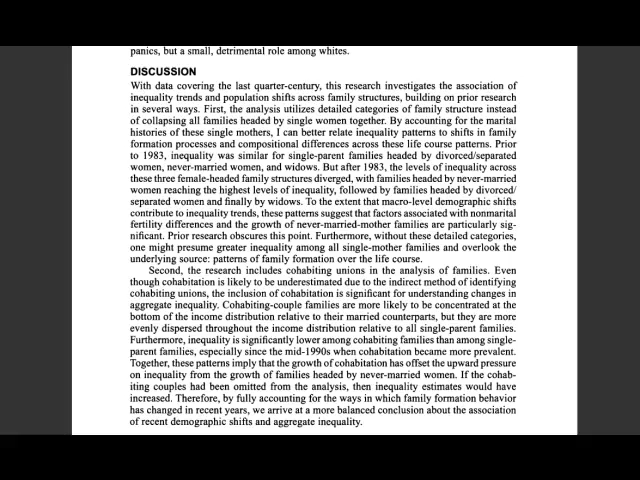 panics, but a small, detrimental role among whites.
DISCUSSION
With data covering the last quarter-century, this research investigates the association of
inequality trends and population shifts across family structures, building on prior research
in several ways. First, the analysis utilizes detailed categories of family structure instead
of collapsing all families headed by single women together. By accounting for the marital
histories of these single mothers, I can better relate inequality patterns to shifts in family
formation processes and compositional differences across these life course patterns. Prior
to 1983, inequality was similar for single-parent families headed by divorced/separated
women, never-married women, and widows. But after 1983, the levels of inequality across
these three female-headed family structures diverged, with families headed by never-married
women reaching the highest levels of inequality, followed by families headed by divorced/
separated women and finally by widows. To the extent that macro-level demographic shifts
contribute to inequality trends, these patterns suggest that factors associated with nonmarital
fertility differences and the growth of never-married-mother families are particularly sig-
nificant. Prior research obscures this point. Furthermore, without these detailed categories,
one might presume greater inequality among all single-mother families and overlook the
underlying source: patterns of family formation over the life course.
Second, the research includes cohabiting unions in the analysis of families. Even
though cohabitation is likely to be underestimated due to the indirect method of identifying
cohabiting unions, the inclusion of cohabitation is significant for understanding changes in
aggregate inequality. Cohabiting-couple families are more likely to be concentrated at the
bottom of the income distribution relative to their married counterparts, but they are more
evenly dispersed throughout the income distribution relative to all single-parent families.
Furthermore, inequality is significantly lower among cohabiting families than among single-
parent families, especially since the mid-1990s when cohabitation became more prevalent.
Together, these patterns imply that the growth of cohabitation has offset the upward pressure
on inequality from the growth of families headed by never-married women. If the cohab-
iting couples had been omitted from the analysis, then inequality estimates would have
increased. Therefore, by fully accounting for the ways in which family formation behavior
has changed in recent years, we arrive at a more balanced conclusion about the association
of recent demographic shifts and aggregate inequality.